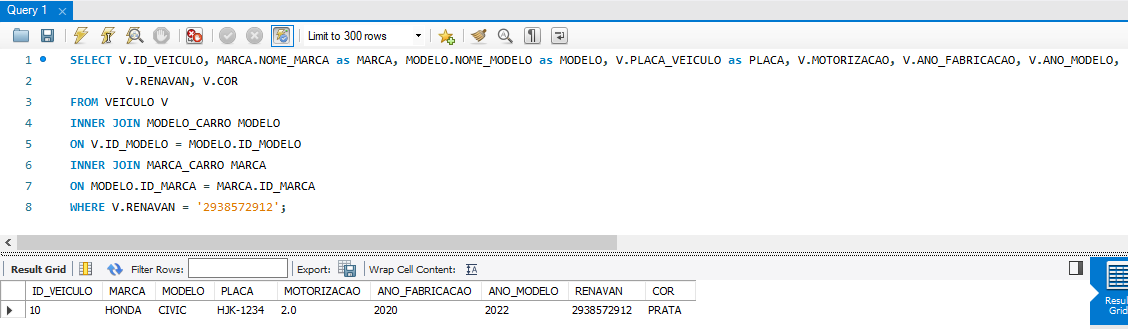 Query 1
Limit to 300 rows
1 SELECT V.ID_VEICULO, MARCA.NOME_MARCA as MARCA, MODELO.NOME_MODELO as MODELO, V.PLACA_VEICULO as PLACA, V.MOTORIZACAO, V.ANO_FABRICACAO, V.ANO_MODELO,
2 V.RENAVAN, V.COR
3 FROM VEICULO V
4 INNER JOIN MODELO_CARRO MODELO
5 ON V.ID_MODELO = MODELO.ID_MODELO
6 INNER JOIN MARCA_CARRO MARCA
7 ON MODELO.ID_MARCA = MARCA.ID_MARCA
8 WHERE V.RENAVAN = '2938572912';
Result Grid Filter Rows: Export: Wrap Cell Content:
ID_VEICULO MARCA MODELO PLACA MOTORIZACAO ANO_FABRICACAO ANO_MODELO RENAVAN COR
10 HONDA CIVIC HJK-1234 2.0 2020 2022 2938572912 PRATA
Resul
Grid